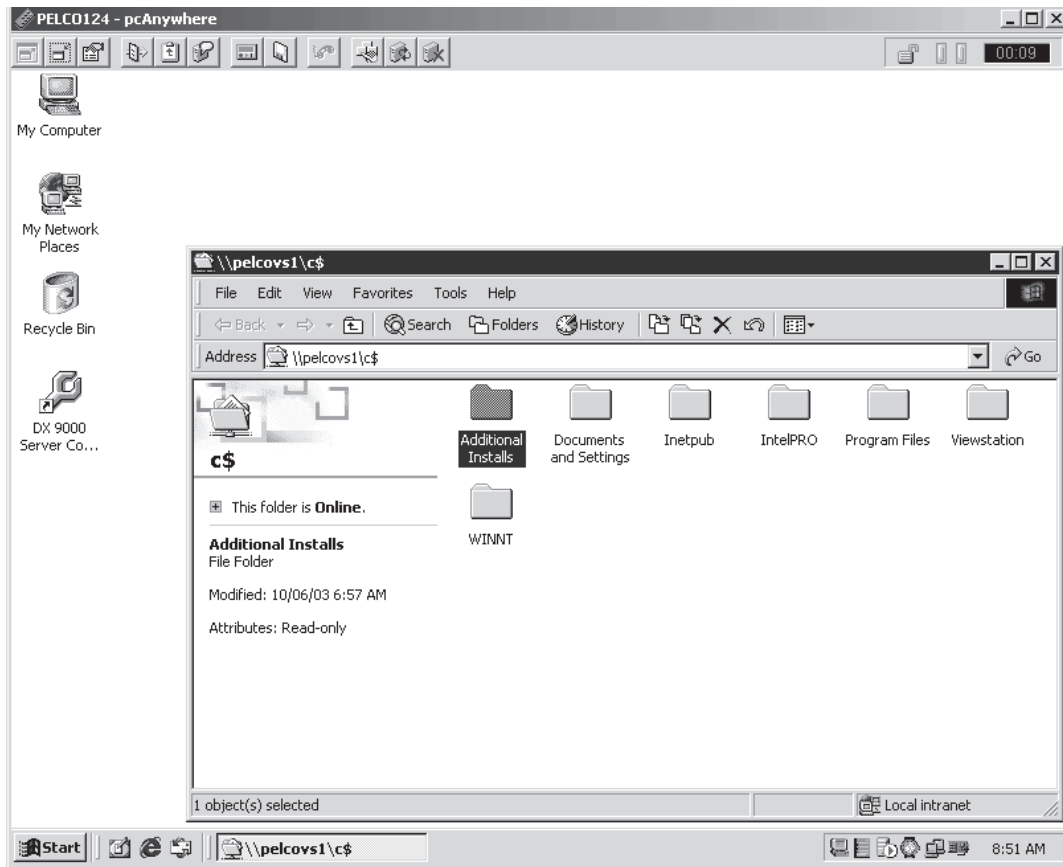 PELCO124 - pcAnywhere
00:09
My Computer
My Network
Places
Recycle Bin
DX 9000
Server Co...
\\pelcovs1\c$
File Edit View Favorites Tools Help
Back Search Folders History
Address \\pelcovs1\c$ Go
c$
This folder is Online.
Additional Installs
File Folder
Modified: 10/06/03 6:57 AM
Attributes: Read-only
Additional
Installs
Documents
and Settings
Inetpub
IntelPRO
Program Files
Viewstation
WINNT
1 object(s) selected
Local intranet
Start
\\pelcovs1\c$
8:51 AM